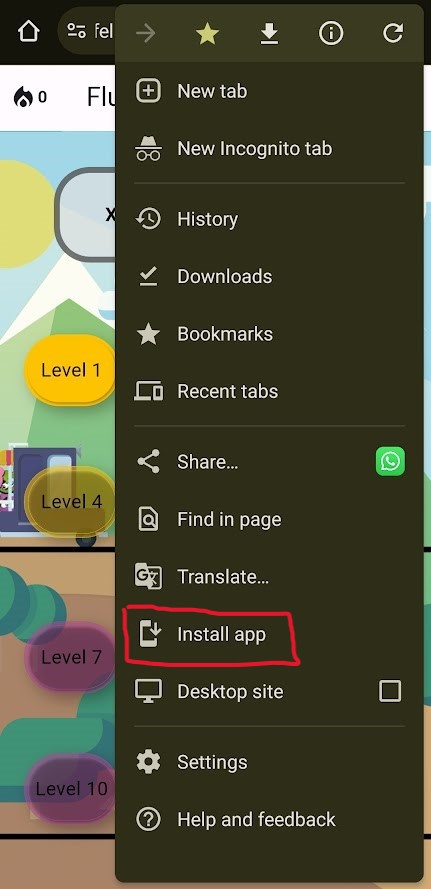 fel
0
Flu
New tab
New Incognito tab
X
History
Downloads
Bookmarks
Level 1
Recent tabs
Share...
Level 4
Find in page
Translate...
Install app
Level 7
Desktop site
Settings
Level 10
Help and feedback